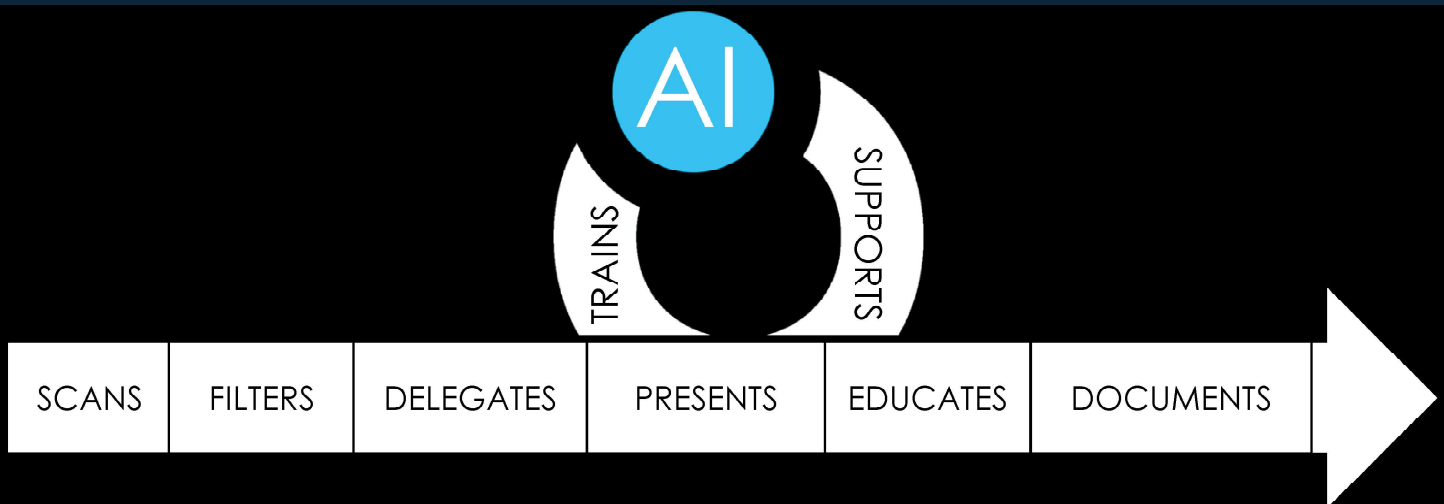 AI
TRAINS
SUPPORTS
SCANS
FILTERS
DELEGATES
PRESENTS
EDUCATES
DOCUMENTS